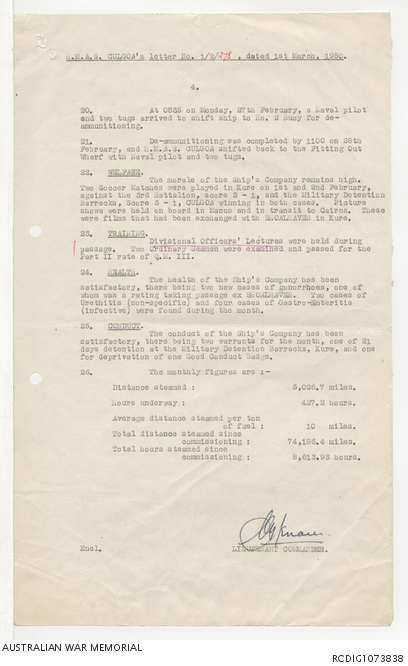 H.M.A.S. CULGOA's letter No. 1/2/275, dated 1st March, 1950.
4.
20. At 0835 on Monday, 27th February, a Naval pilot
and two tugs arrived to shift ship to No. 2 Buoy for de-
ammunitioning.
21. De-ammunitioning was completed by 1100 on 28th
February, and H.M.A.S. CULGOA shifted back to the Fitting Out
Wharf with Naval pilot and two tugs.
22. WELFARE. The morale of the Ship's Company remains high.
Two Soccer Matches were played in Kure on 1st and 2nd February,
against the 3rd Battalion, score 3 - 1, and the Military Detention
Barracks, Score 5 - 1, CULGOA winning in both cases. Picture
shows were held on board in Manus and in transit to Cairns. These
were films that had been exchanged with SHOALHAVEN in Kure.
23. TRAINING. Divisional Officers' Lectures were held during
passage. Two Ordinary Seamen were examined and passed for the
Part II rate of Q.M. III.
24. HEALTH. The health of the Ship's Company has been
satisfactory, there being two new cases of gonorrhoea, one of
whom was a rating taking passage ex SHOALHAVEN. Two cases of
Urethitis (non-specific) and four cases of Gastro-Enteritis
(infective) were found during the month.
25. CONDUCT. The conduct of the Ship's Company has been
satisfactory, there being two warrants for the month, one of 21
days detention at the Military Detention Barracks, Kure, and one
for deprivation of one Good Conduct Badge.
26. The monthly figures are :-
Distance steamed : 5,026.7 miles.
Hours underway : 427.2 hours.
Average distance steamed per ton
of fuel : 10 miles.
Total distance steamed since
commissioning : 74,196.4 miles.
Total hours steamed since
commissioning : 6,613.93 hours.
Encl.
LIEUTENANT COMMANDER.
AUSTRALIAN WAR MEMORIAL
RCDIG1073838